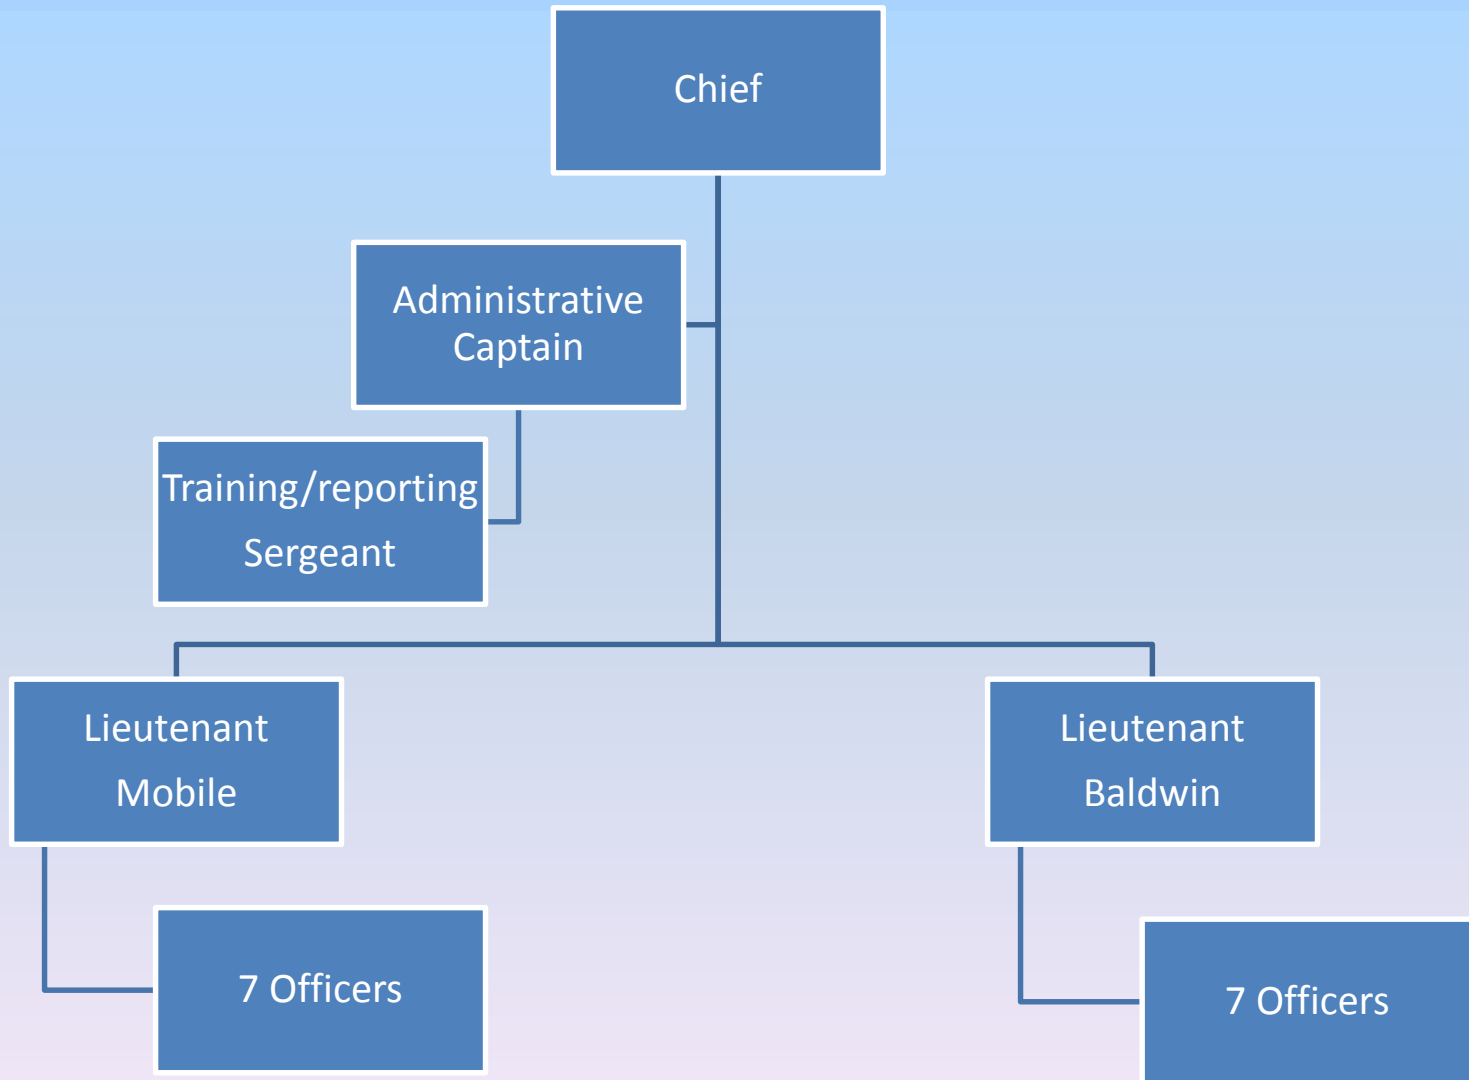 Chief
Administrative
Captain
Training/reporting
Sergeant
Lieutenant
Mobile
Lieutenant
Baldwin
7 Officers
7 Officers